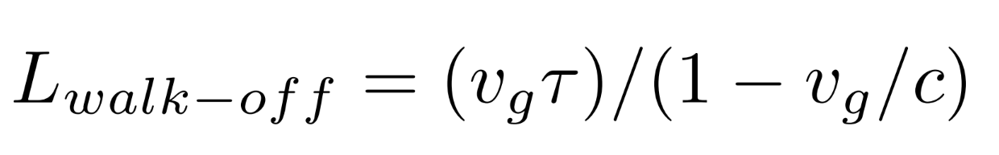 L_{walk-off} = (v_g τ)/(1 − v_g/c)